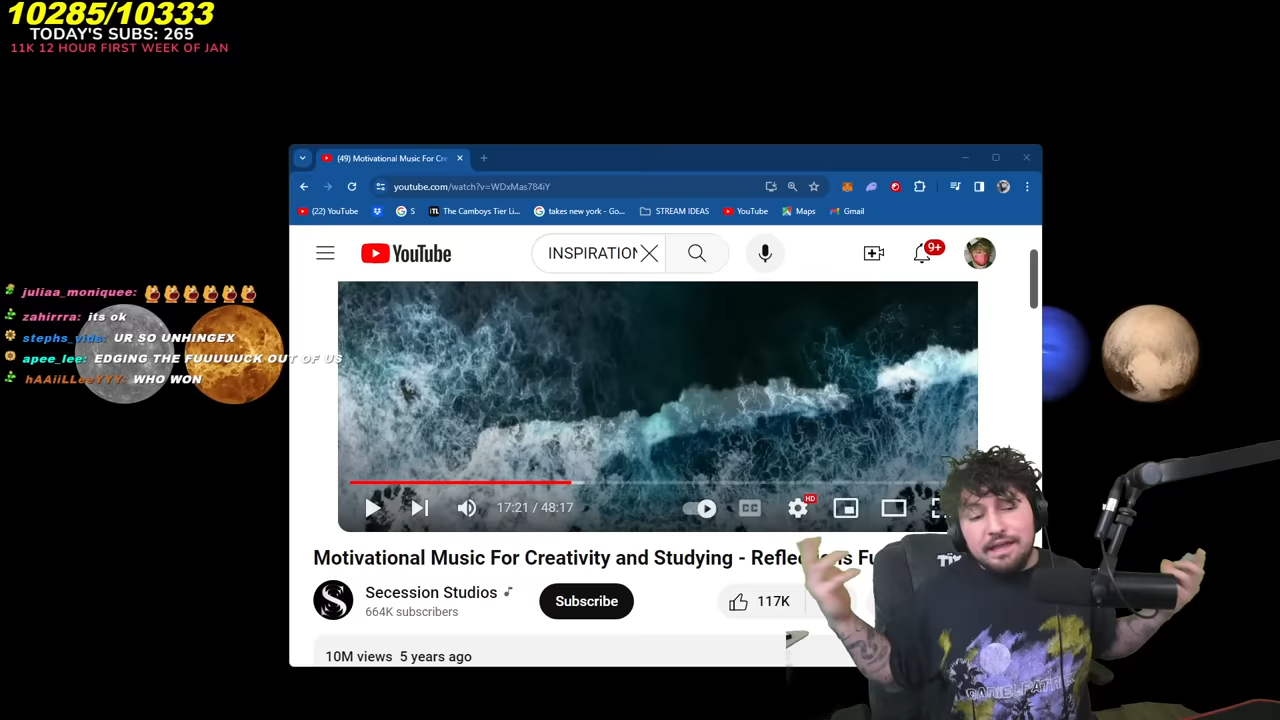 10285/10333
TODAY'S SUBS: 265
11K 12 HOUR FIRST WEEK OF JAN
(49) Motivational Music For Cre
youtube.com/watch?v=WDxMas784iY
(22) YouTube
S
The Camboys Tier Li...
takes new york - Go...
STREAM IDEAS
YouTube
Maps
Gmail
YouTube
INSPIRATION
9+
juliaa_moniquee:
zahirrra: its ok
stephs_vids: UR SO UNHINGEX
apee_lee: EDGING THE FUUUUUCK OUT OF US
hAAiiLLeeYYY: WHO WON
CC
HD
17:21 / 48:17
Motivational Music For Creativity and Studying - Reflections Fu
Secession Studios
664K subscribers
Subscribe
117K
10M views 5 years ago